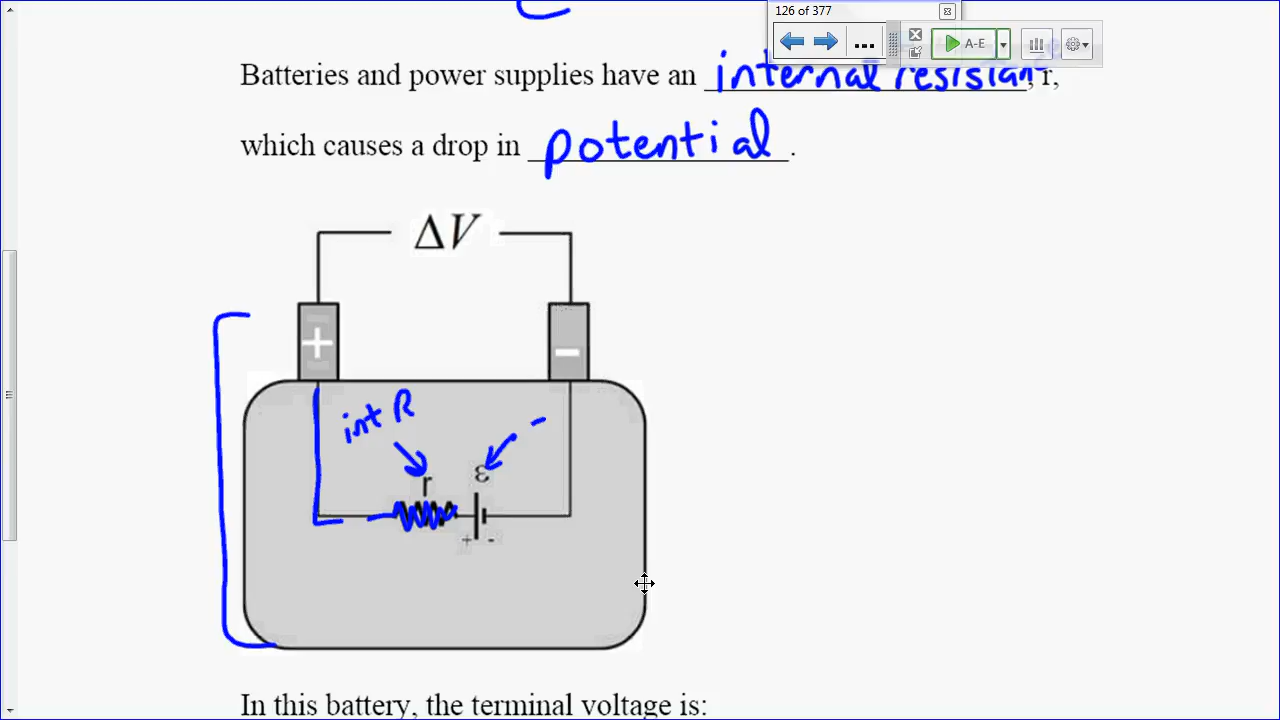 126 of 377
A-E
Batteries and power supplies have an internal resistance, r,
which causes a drop in potential.
ΔV
+ -
int R
r ε
+ -
In this battery, the terminal voltage is: